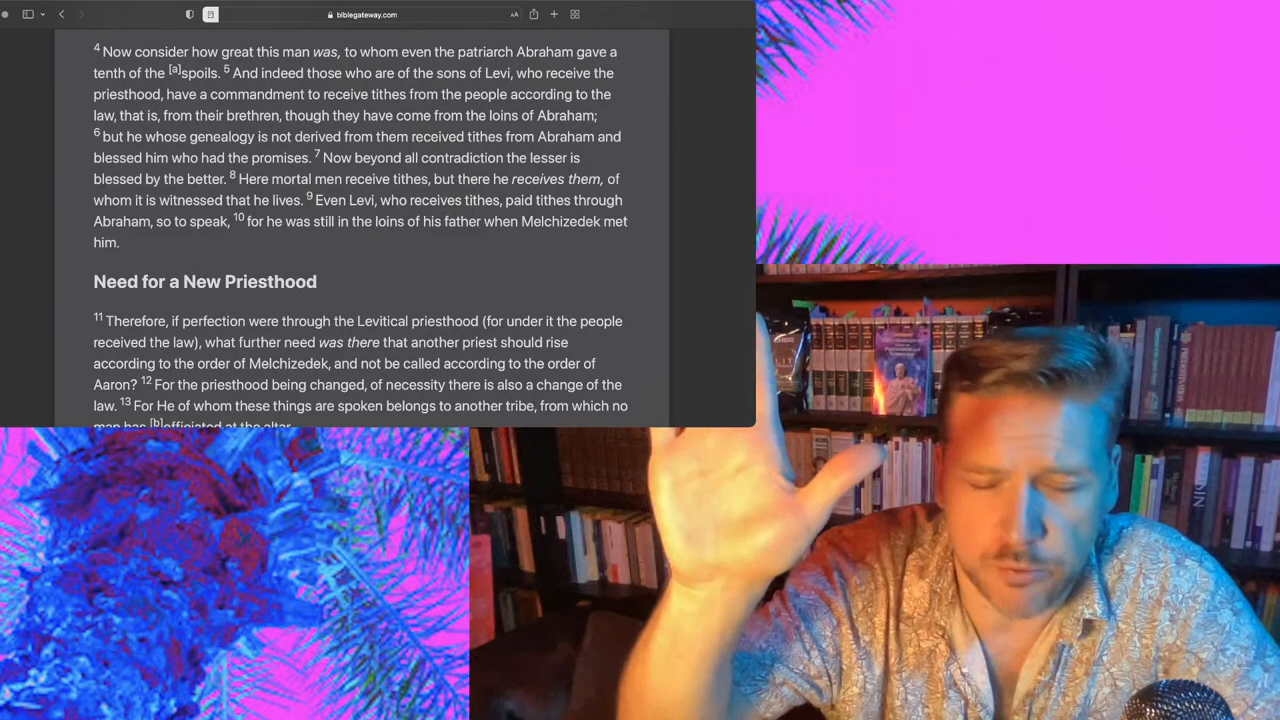 biblegateway.com
4 Now consider how great this man was, to whom even the patriarch Abraham gave a
tenth of the [a]spoils. 5 And indeed those who are of the sons of Levi, who receive the
priesthood, have a commandment to receive tithes from the people according to the
law, that is, from their brethren, though they have come from the loins of Abraham;
6 but he whose genealogy is not derived from them received tithes from Abraham and
blessed him who had the promises. 7 Now beyond all contradiction the lesser is
blessed by the better. 8 Here mortal men receive tithes, but there he receives them, of
whom it is witnessed that he lives. 9 Even Levi, who receives tithes, paid tithes through
Abraham, so to speak, 10 for he was still in the loins of his father when Melchizedek met
him.
Need for a New Priesthood
11 Therefore, if perfection were through the Levitical priesthood (for under it the people
received the law), what further need was there that another priest should rise
according to the order of Melchizedek, and not be called according to the order of
Aaron? 12 For the priesthood being changed, of necessity there is also a change of the
law. 13 For He of whom these things are spoken belongs to another tribe, from which no
man has [b]officiated at the altar.